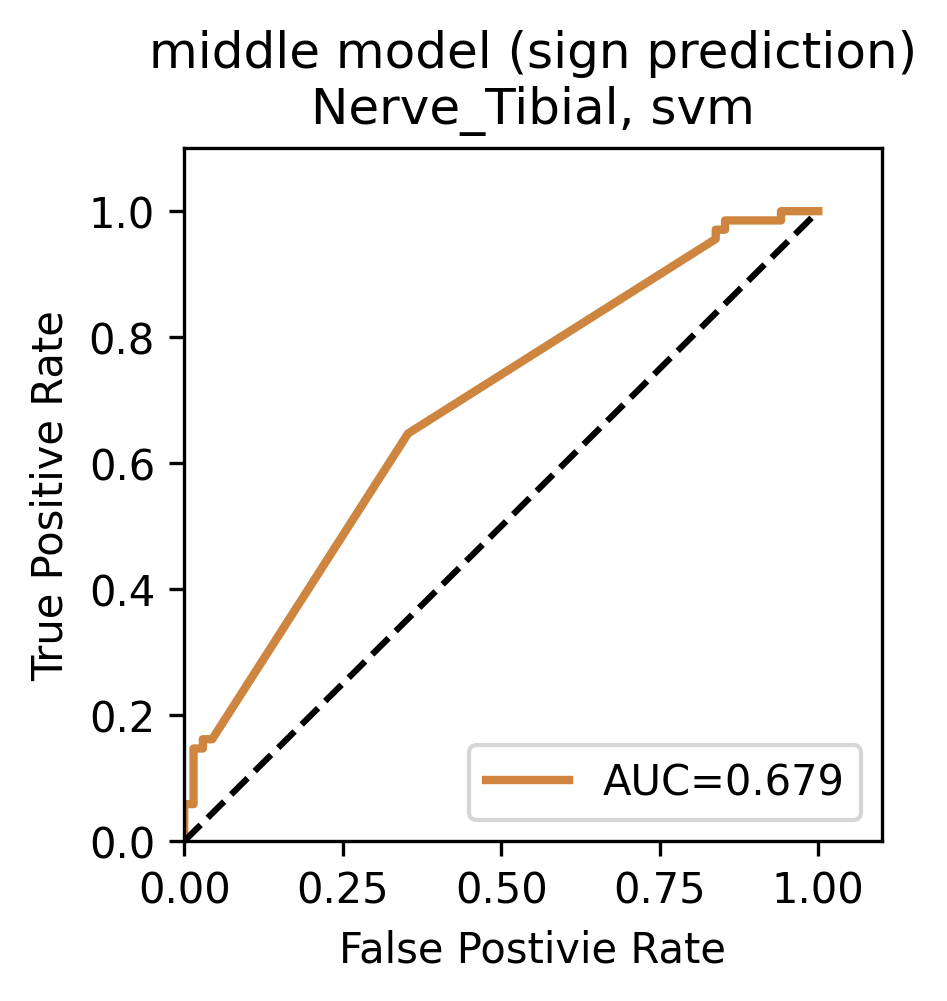 middle model (sign prediction)
Nerve_Tibial, svm
1.0
0.8
0.6
0.4
0.2
0.0
True Positive Rate
AUC=0.679
0.00 0.25 0.50 0.75 1.00
False Postivie Rate